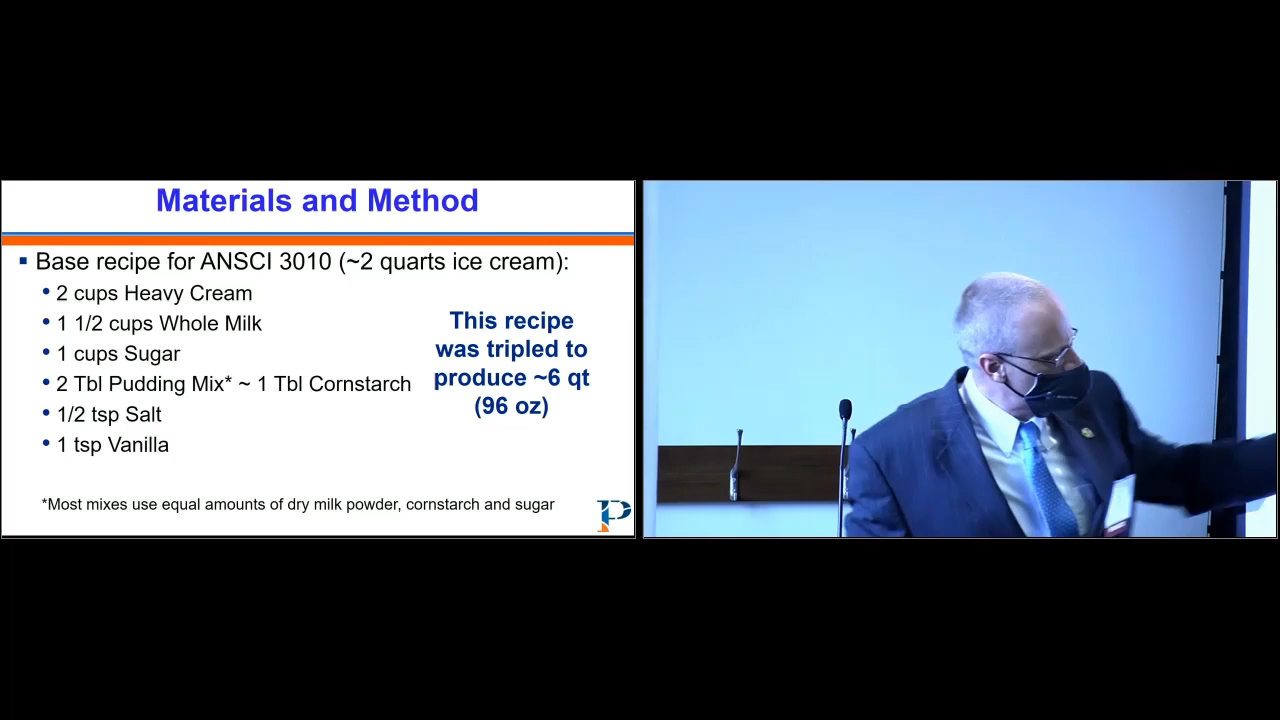 Materials and Method
▪ Base recipe for ANSCI 3010 (~2 quarts ice cream):
• 2 cups Heavy Cream
• 1 1/2 cups Whole Milk
• 1 cups Sugar
• 2 Tbl Pudding Mix* ~ 1 Tbl Cornstarch
• 1/2 tsp Salt
• 1 tsp Vanilla
This recipe
was tripled to
produce ~6 qt
(96 oz)
*Most mixes use equal amounts of dry milk powder, cornstarch and sugar
P